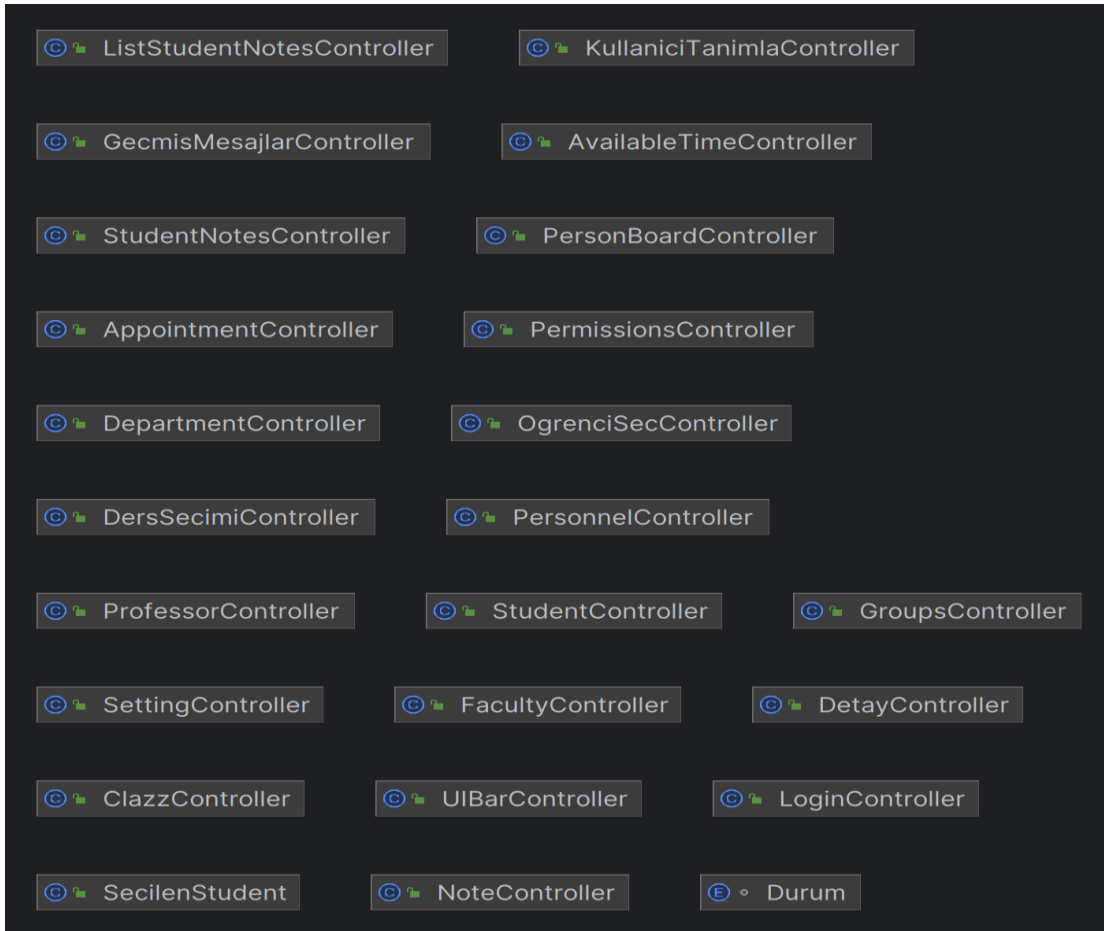 ListStudentNotesController KullaniciTanimlaController
GecmisMesajlarController AvailableTimeController
StudentNotesController PersonBoardController
AppointmentController PermissionsController
DepartmentController OgrenciSecController
DersSecimiController PersonnelController
ProfessorController StudentController GroupsController
SettingController FacultyController DetayController
ClazzController UIBarController LoginController
SecilenStudent NoteController Durum